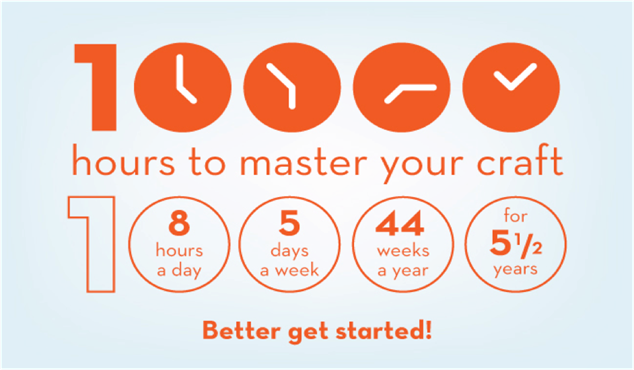 10000
hours to master your craft
1
8
hours
a day
5
days
a week
44
weeks
a year
for
5 1/2
years
Better get started!